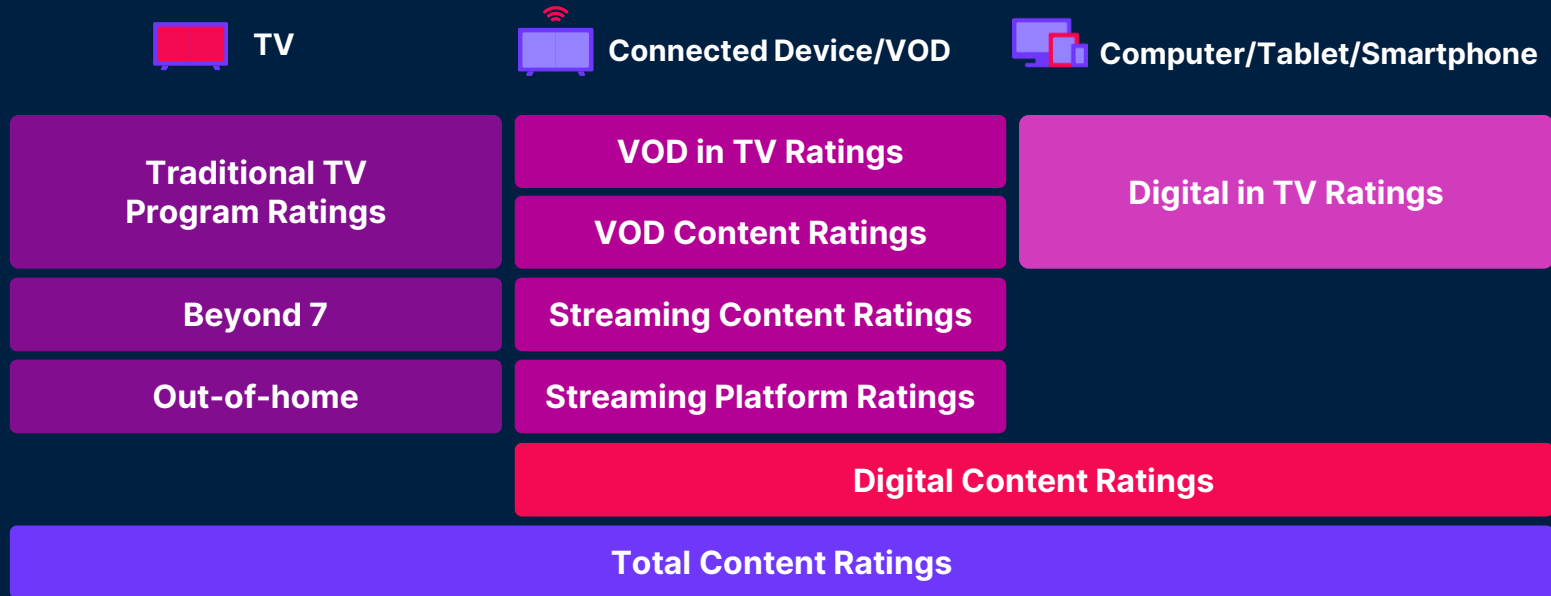 TV
Connected Device/VOD
Computer/Tablet/Smartphone
Traditional TV
Program Ratings
VOD in TV Ratings
Digital in TV Ratings
VOD Content Ratings
Beyond 7
Streaming Content Ratings
Out-of-home
Streaming Platform Ratings
Digital Content Ratings
Total Content Ratings